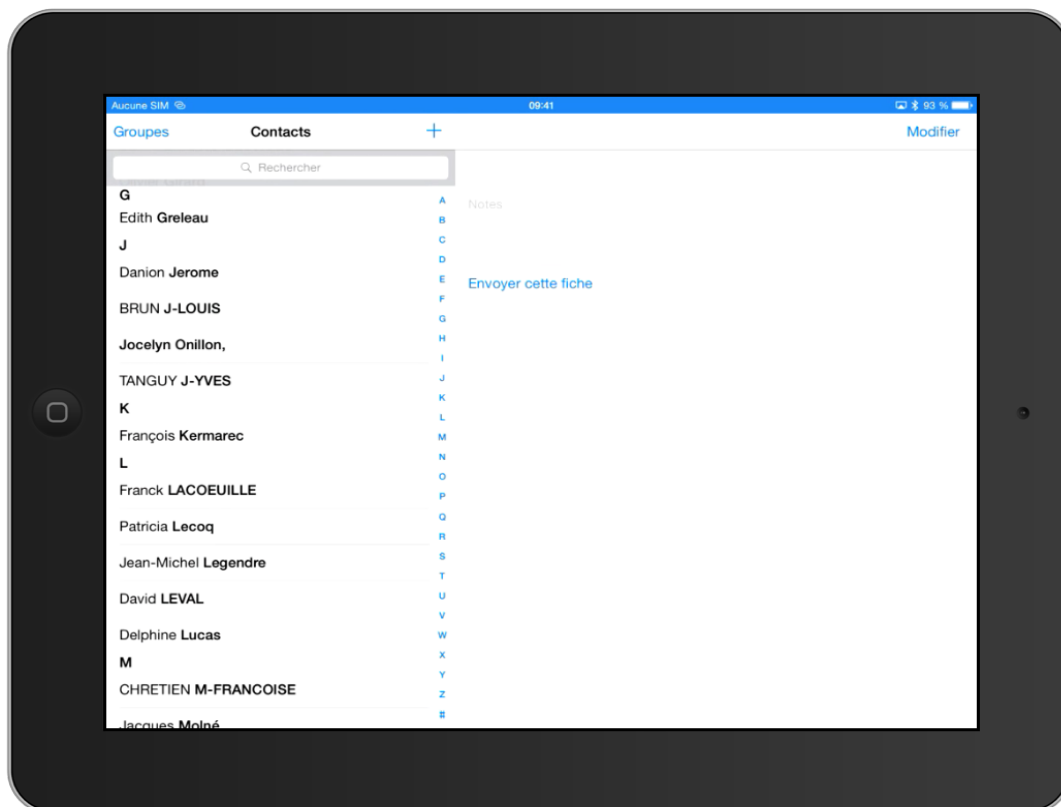 Aucune SIM 09:41 93 %
Groupes Contacts + Modifier
Rechercher
G
Edith Greleau
J
Danion Jerome
BRUN J-LOUIS
Jocelyn Onillon,
TANGUY J-YVES
K
François Kermarec
L
Franck LACOEUILLE
Patricia Lecoq
Jean-Michel Legendre
David LEVAL
Delphine Lucas
M
CHRETIEN M-FRANCOISE
Jacques Molné
A
B
C
D
E
F
G
H
I
J
K
L
M
N
O
P
Q
R
S
T
U
V
W
X
Y
Z
#
Notes
Envoyer cette fiche